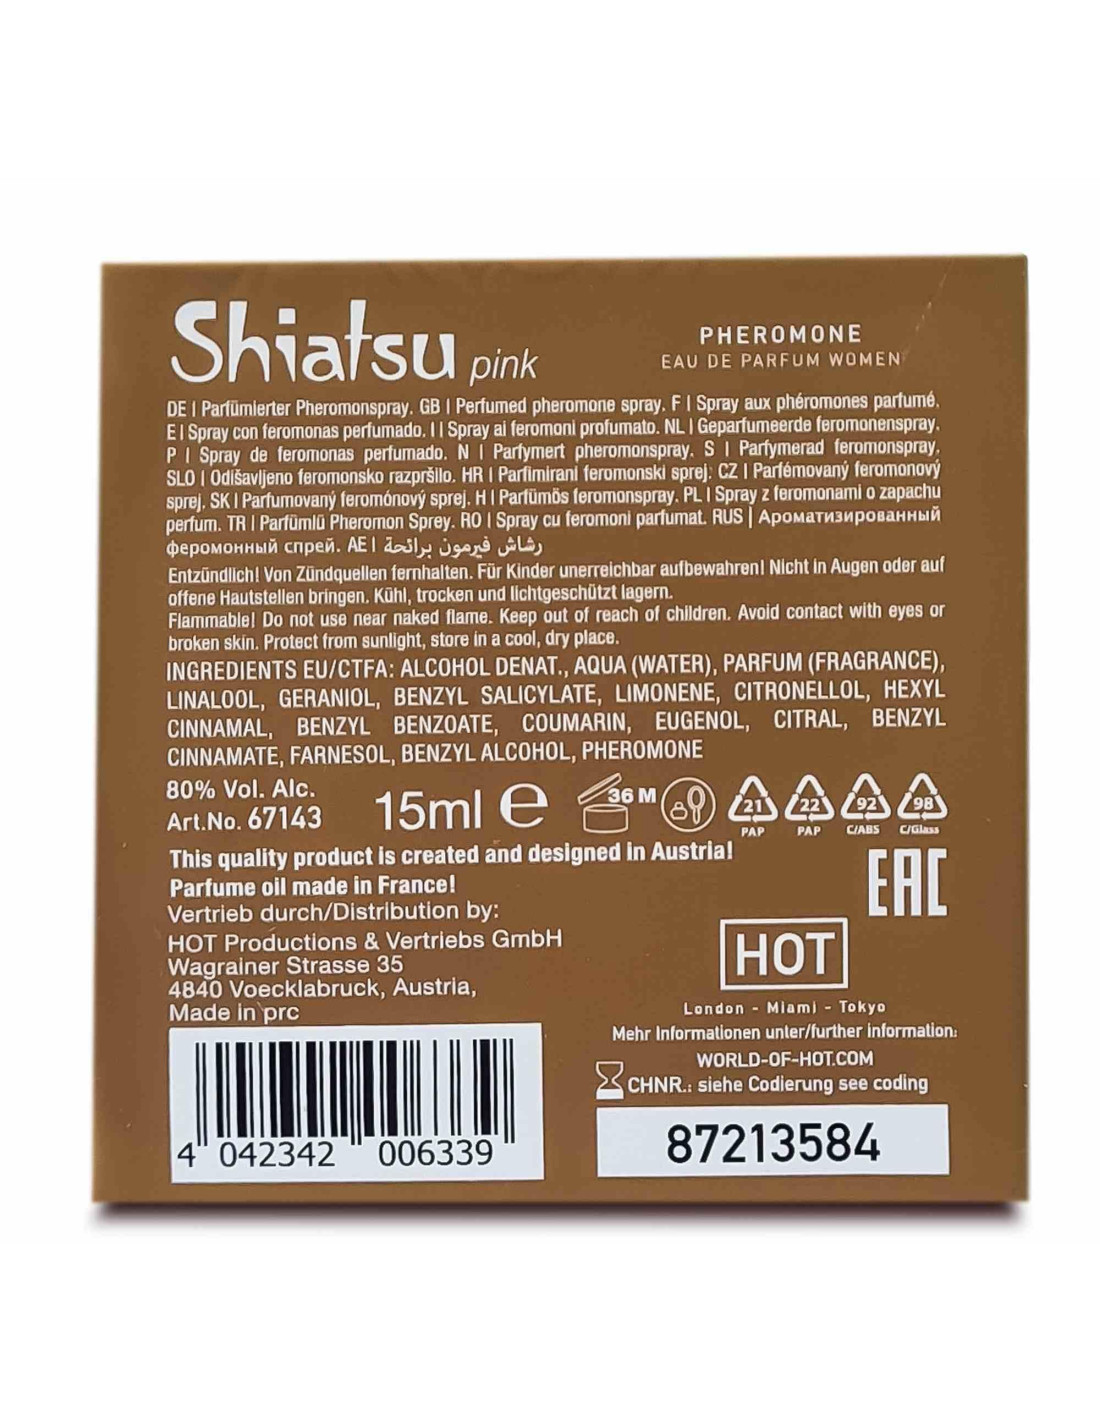 Shiatsu pink
PHEROMONE
EAU DE PARFUM WOMEN
DE I Parfümierter Pheromonspray. GB I Perfumed pheromone spray. F I Spray aux phéromones parfumé.
E I Spray con feromonas perfumado. I I Spray ai feromoni profumato. NL I Geparfumeerde feromonenspray.
P I Spray de feromonas perfumado. N I Parfymert pheromonspray. S I Parfymerad feromonspray.
SLO I Odišavljeno feromonsko razpršilo. HR I Parfimirani feromonski sprej. CZ I Parfémovaný feromonový
sprej. SK I Parfumovaný feromónový sprej. H I Parfümös feromonspray. PL I Spray z feromonami o zapachu
perfum. TR I Parfümlü Pheromon Sprey. RO I Spray cu feromoni parfumat. RUS | Ароматизированный
феромонный спрей. AE I رشاش فيرمون برائحة
Entzündlich! Von Zündquellen fernhalten. Für Kinder unerreichbar aufbewahren! Nicht in Augen oder auf
offene Hautstellen bringen. Kühl, trocken und lichtgeschützt lagern.
Flammable! Do not use near naked flame. Keep out of reach of children. Avoid contact with eyes or
broken skin. Protect from sunlight, store in a cool, dry place.
INGREDIENTS EU/CTFA: ALCOHOL DENAT., AQUA (WATER), PARFUM (FRAGRANCE),
LINALOOL, GERANIOL, BENZYL SALICYLATE, LIMONENE, CITRONELLOL, HEXYL
CINNAMAL, BENZYL BENZOATE, COUMARIN, EUGENOL, CITRAL, BENZYL
CINNAMATE, FARNESOL, BENZYL ALCOHOL, PHEROMONE
80% Vol. Alc.
Art.No. 67143
15ml e
36 M
21 PAP
22 PAP
92 C/ABS
98 C/Glass
This quality product is created and designed in Austria!
Parfume oil made in France!
EAC
Vertrieb durch/Distribution by:
HOT Productions & Vertriebs GmbH
Wagrainer Strasse 35
4840 Voecklabruck, Austria,
Made in prc
HOT
London - Miami - Tokyo
Mehr Informationen unter/further information:
WORLD-OF-HOT.COM
CHNR.: siehe Codierung see coding
4 042342 006339
87213584